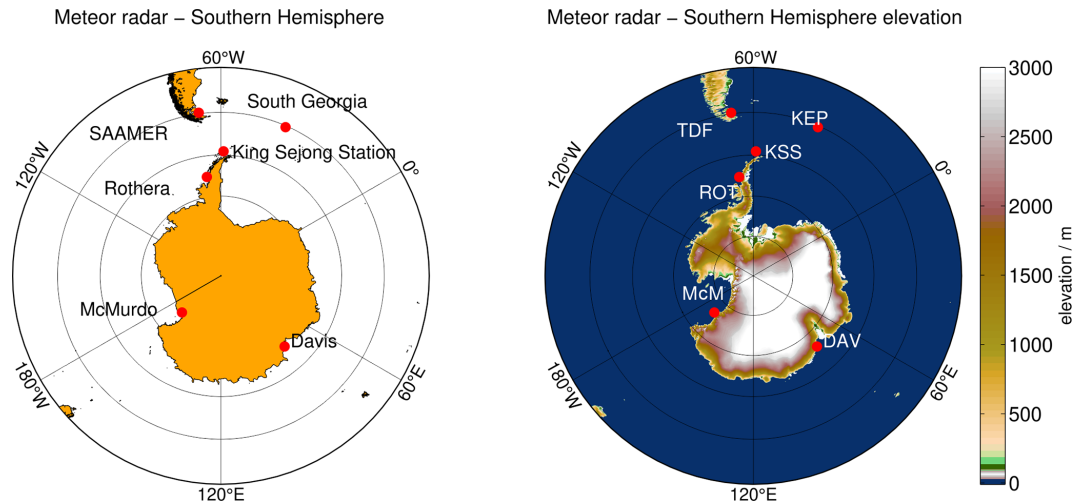 Meteor radar – Southern Hemisphere
60°W
South Georgia
SAAMER
King Sejong Station
120°W
0°
Rothera
McMurdo
Davis
180°W
60°E
120°E
Meteor radar – Southern Hemisphere elevation
60°W
KEP
TDF
KSS
120°W
0°
ROT
McM
DAV
180°W
60°E
120°E
3000
2500
2000
1500
1000
500
0
elevation / m